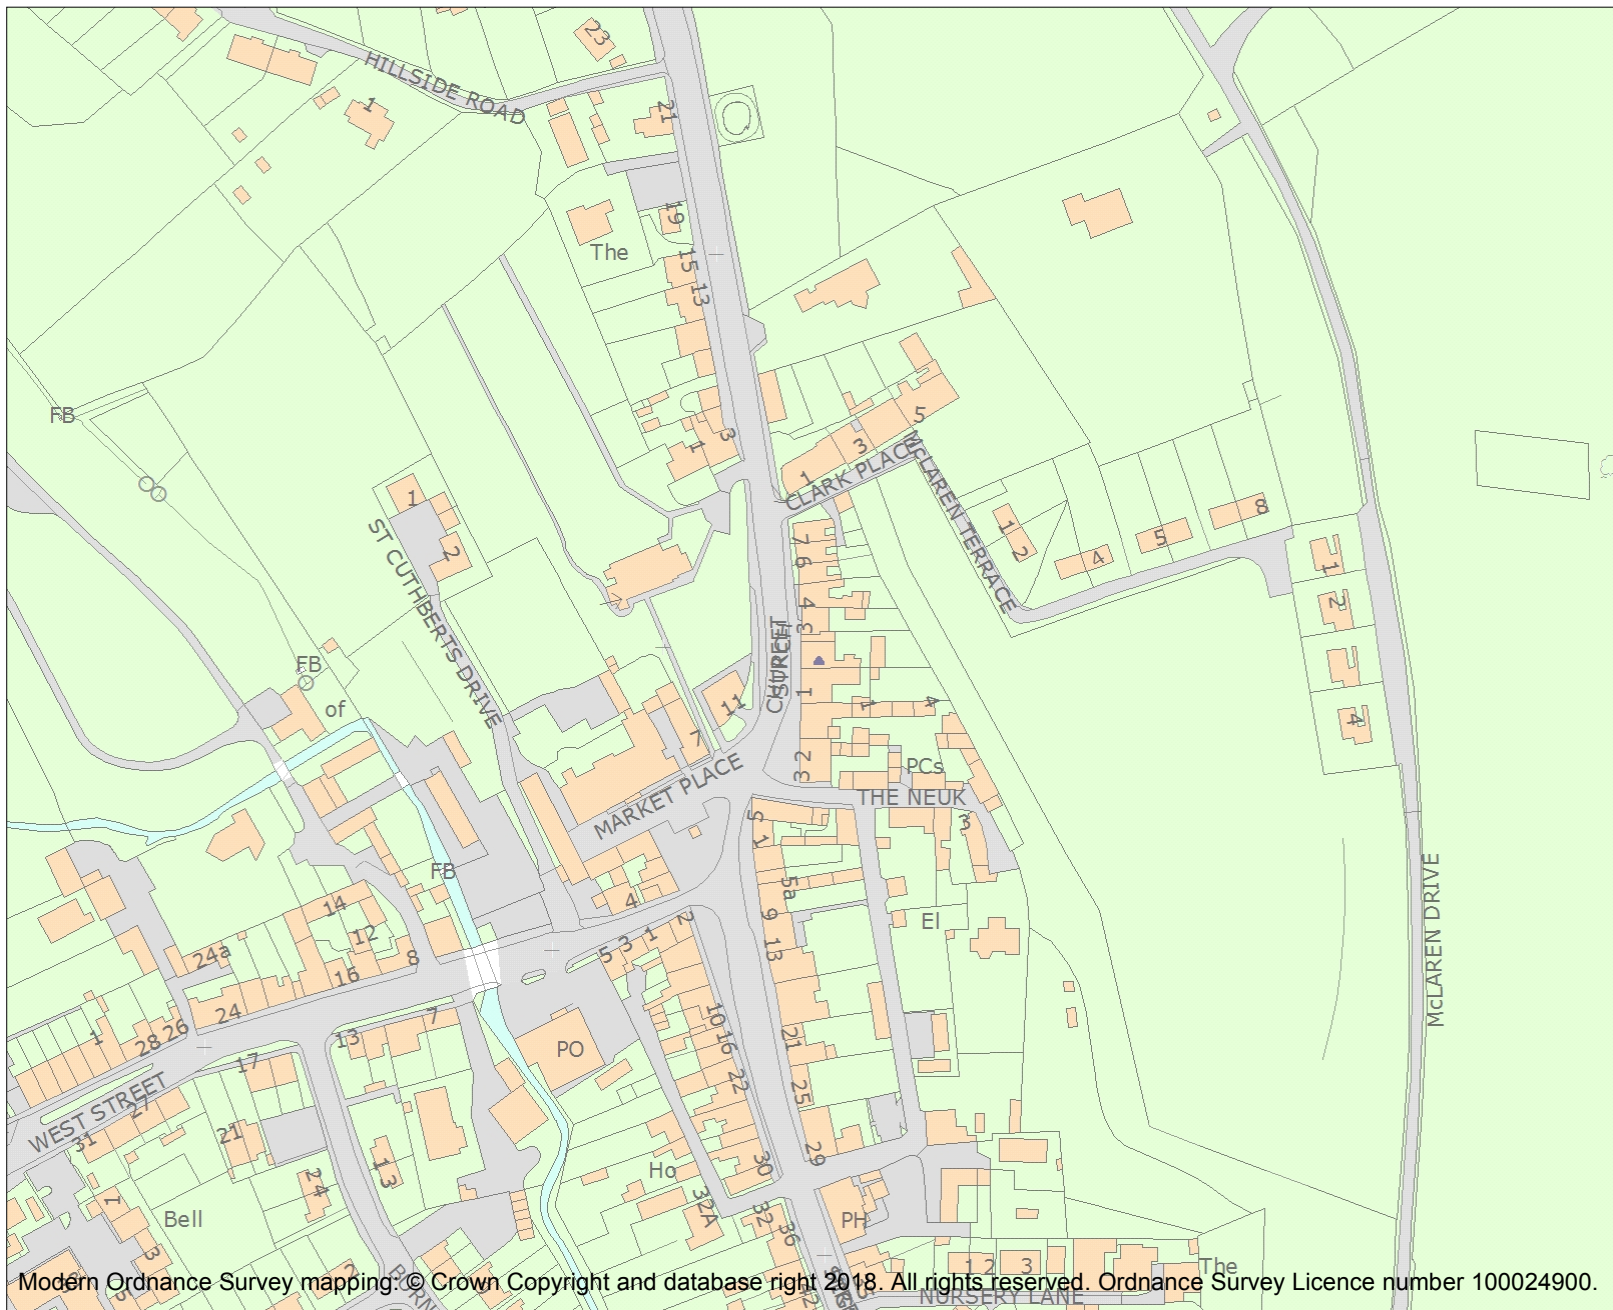 23
HILLSIDE ROAD
1
21
19
The
15
13
FB
3
1
5
3
1
CLARK PLACE
McLAREN TERRACE
1
2
ST CUTHBERTS DRIVE
1
2
4
5
8
7
6
4
3
1
2
4
CHURCH
STREET
FB
of
1
1
4
11
7
MARKET PLACE
2
3
PCs
THE NEUK
3
5
1
5a
9
13
FB
4
2
El
McLAREN DRIVE
14
12
24a
16
8
5
3
1
24
26
28
1
7
13
17
PO
10
16
22
21
25
WEST STREET
27
31
21
13
24
Ho
30
29
32A
32
36
PH
1
3
Bell
1 2
3
The
2
NURSERY LANE
Modern Ordnance Survey mapping: © Crown Copyright and database right 2018. All rights reserved. Ordnance Survey Licence number 100024900.